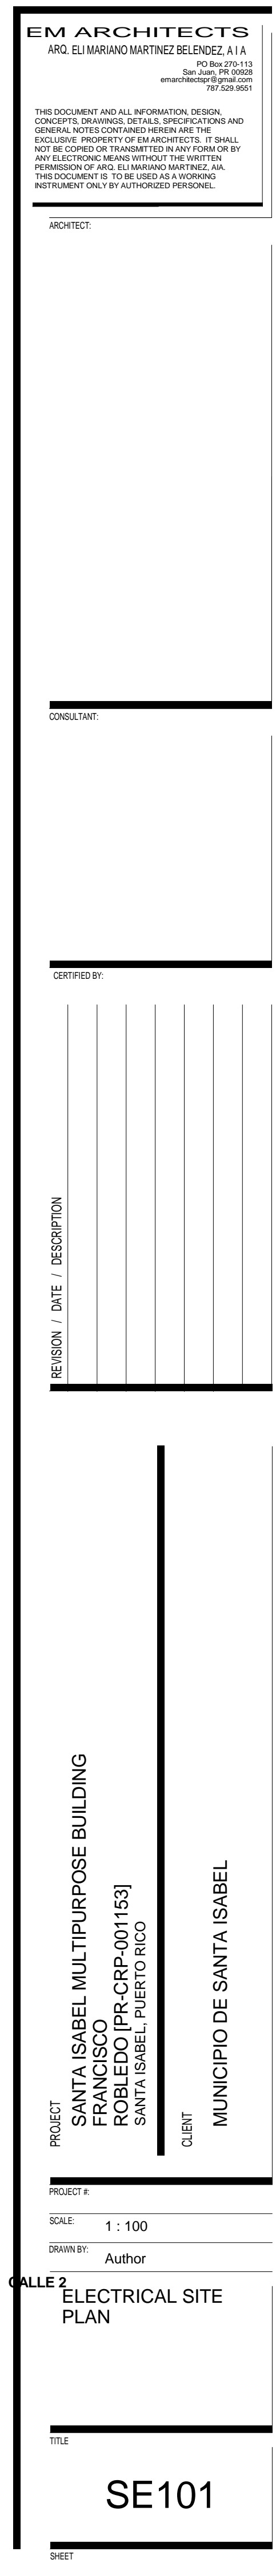 EM ARCHITECTS
ARQ. ELI MARIANO MARTINEZ BELENDEZ, A I A
PO Box 270-113
San Juan, PR 00928
emarchitectspr@gmail.com
787.529.9551
THIS DOCUMENT AND ALL INFORMATION, DESIGN,
CONCEPTS, DRAWINGS, DETAILS, SPECIFICATIONS AND
GENERAL NOTES CONTAINED HEREIN ARE THE
EXCLUSIVE PROPERTY OF EM ARCHITECTS. IT SHALL
NOT BE COPIED OR TRANSMITTED IN ANY FORM OR BY
ANY ELECTRONIC MEANS WITHOUT THE WRITTEN
PERMISSION OF ARQ. ELI MARIANO MARTINEZ, AIA.
THIS DOCUMENT IS TO BE USED AS A WORKING
INSTRUMENT ONLY BY AUTHORIZED PERSONEL.
ARCHITECT:
CONSULTANT:
CERTIFIED BY:
REVISION / DATE / DESCRIPTION
PROJECT
SANTA ISABEL MULTIPURPOSE BUILDING
FRANCISCO
ROBLEDO [PR-CRP-001153]
SANTA ISABEL, PUERTO RICO
CLIENT
MUNICIPIO DE SANTA ISABEL
PROJECT #:
SCALE:
1 : 100
DRAWN BY:
Author
CALLE 2
ELECTRICAL SITE
PLAN
TITLE
SE101
SHEET